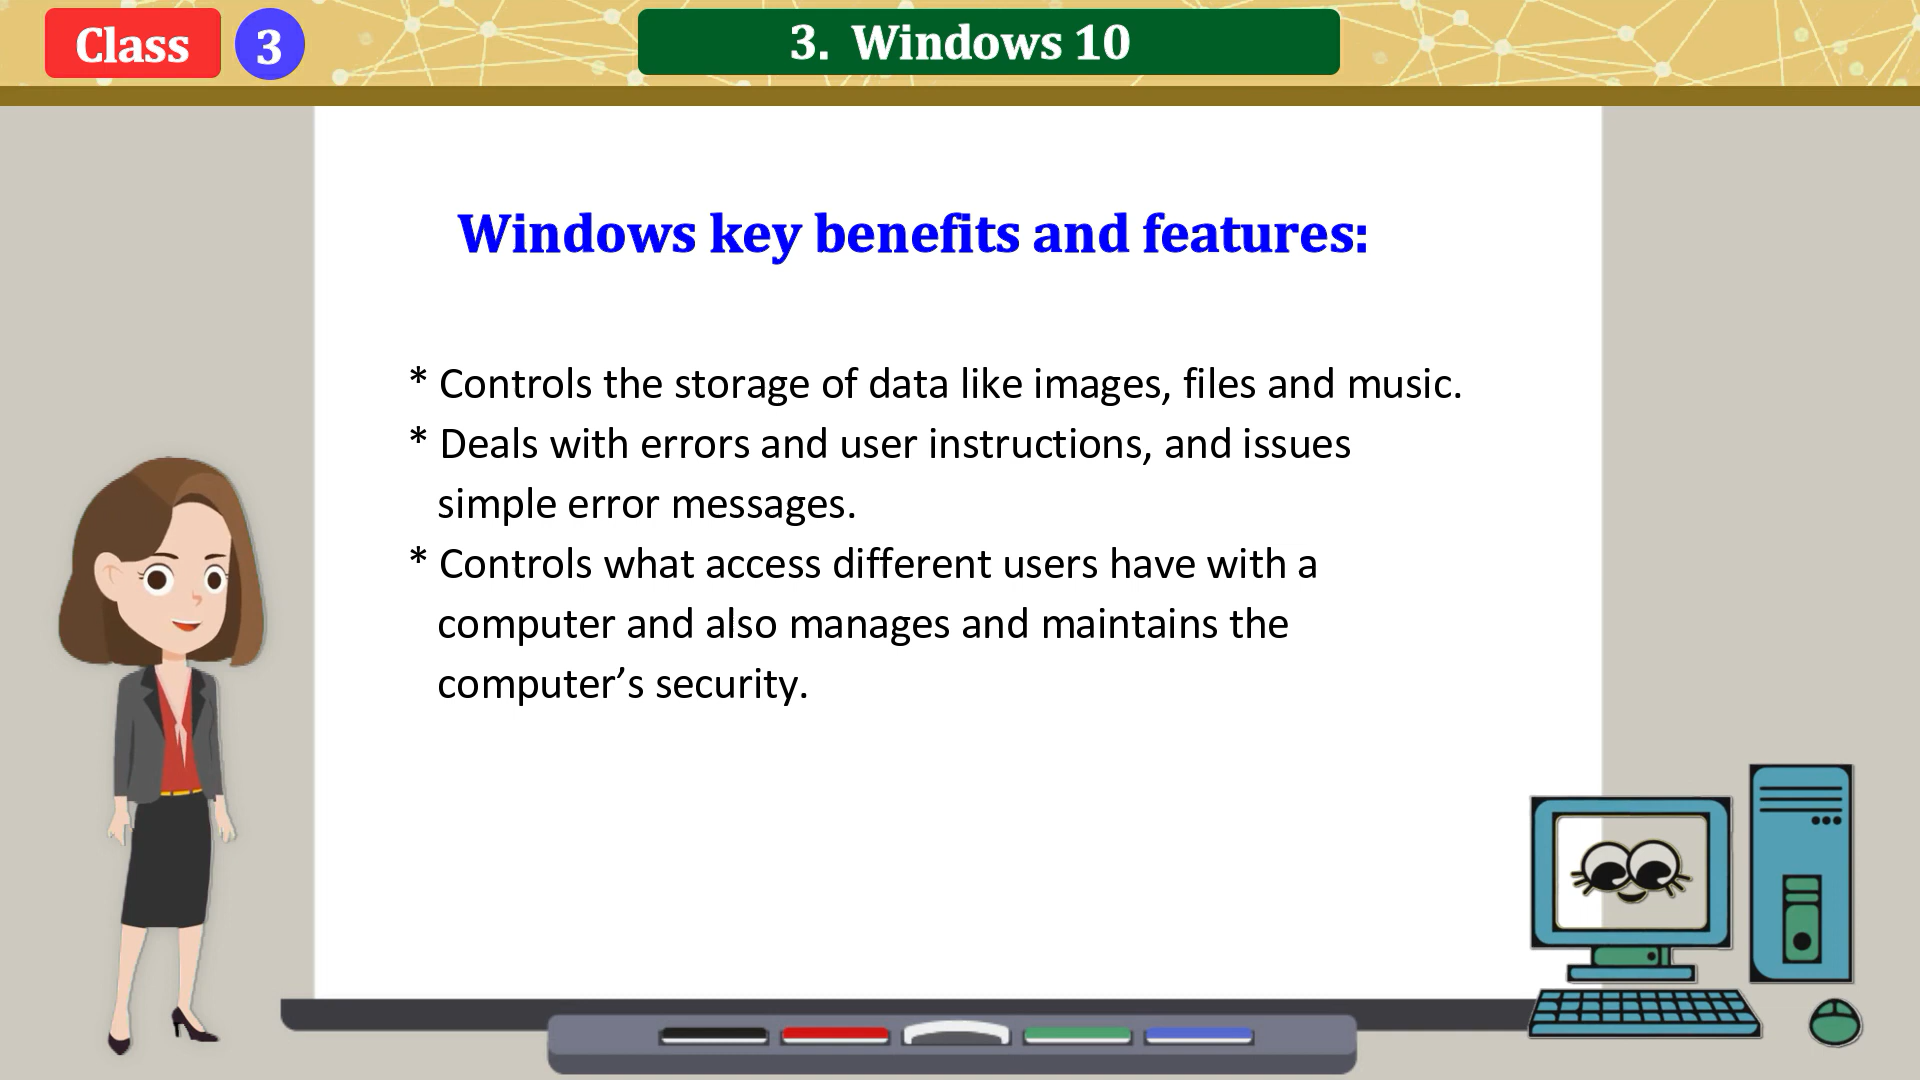 Class 3
3. Windows 10
Windows key benefits and features:
* Controls the storage of data like images, files and music.
* Deals with errors and user instructions, and issues
simple error messages.
* Controls what access different users have with a
computer and also manages and maintains the
computer’s security.